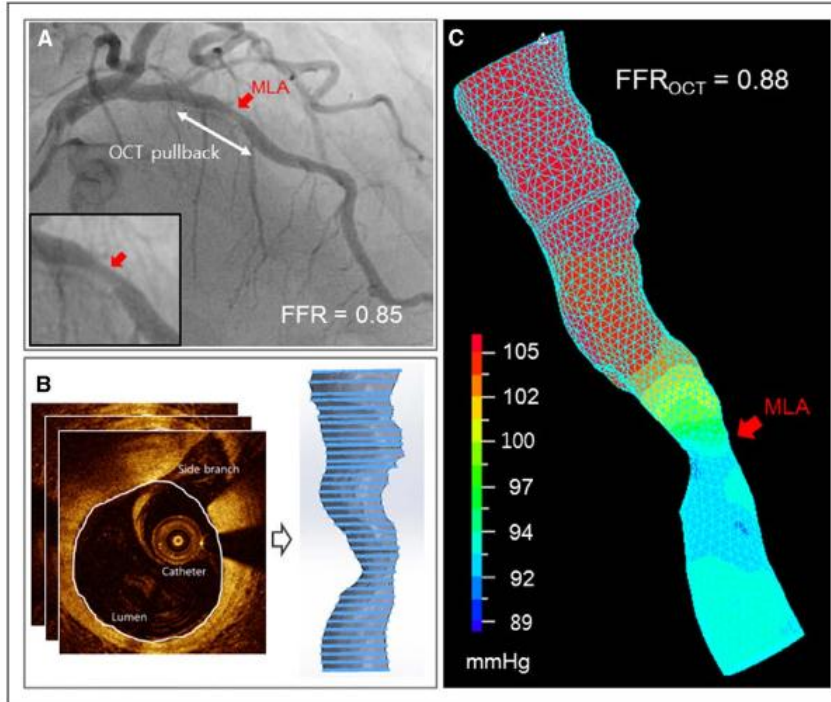 A
MLA
OCT pullback
FFR = 0.85
B
Side branch
Catheter
Lumen
C
FFROCT = 0.88
MLA
105
102
100
97
94
92
89
mmHg